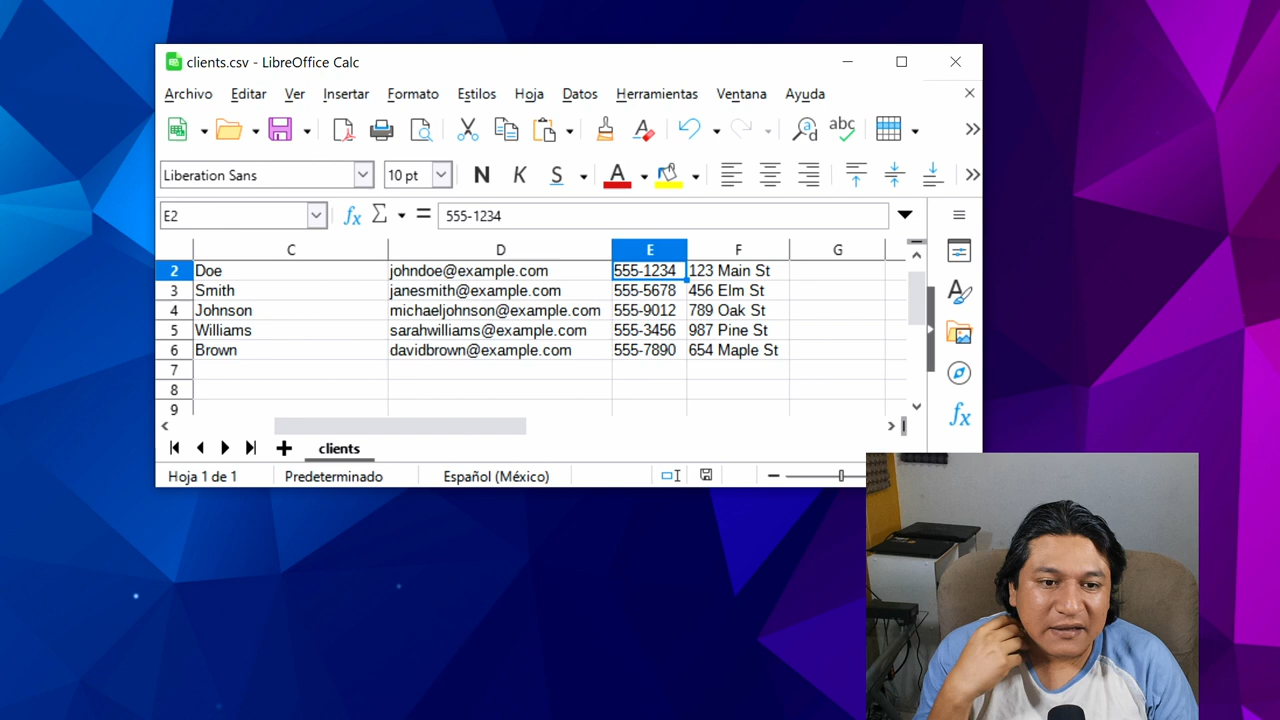 clients.csv - LibreOffice Calc
Archivo Editar Ver Insertar Formato Estilos Hoja Datos Herramientas Ventana Ayuda
Liberation Sans 10 pt N K S A
E2 fx Σ = 555-1234
C D E F G
2 Doe johndoe@example.com 555-1234 123 Main St
3 Smith janesmith@example.com 555-5678 456 Elm St
4 Johnson michaeljohnson@example.com 555-9012 789 Oak St
5 Williams sarahwilliams@example.com 555-3456 987 Pine St
6 Brown davidbrown@example.com 555-7890 654 Maple St
7
8
9
clients
Hoja 1 de 1 Predeterminado Español (México)